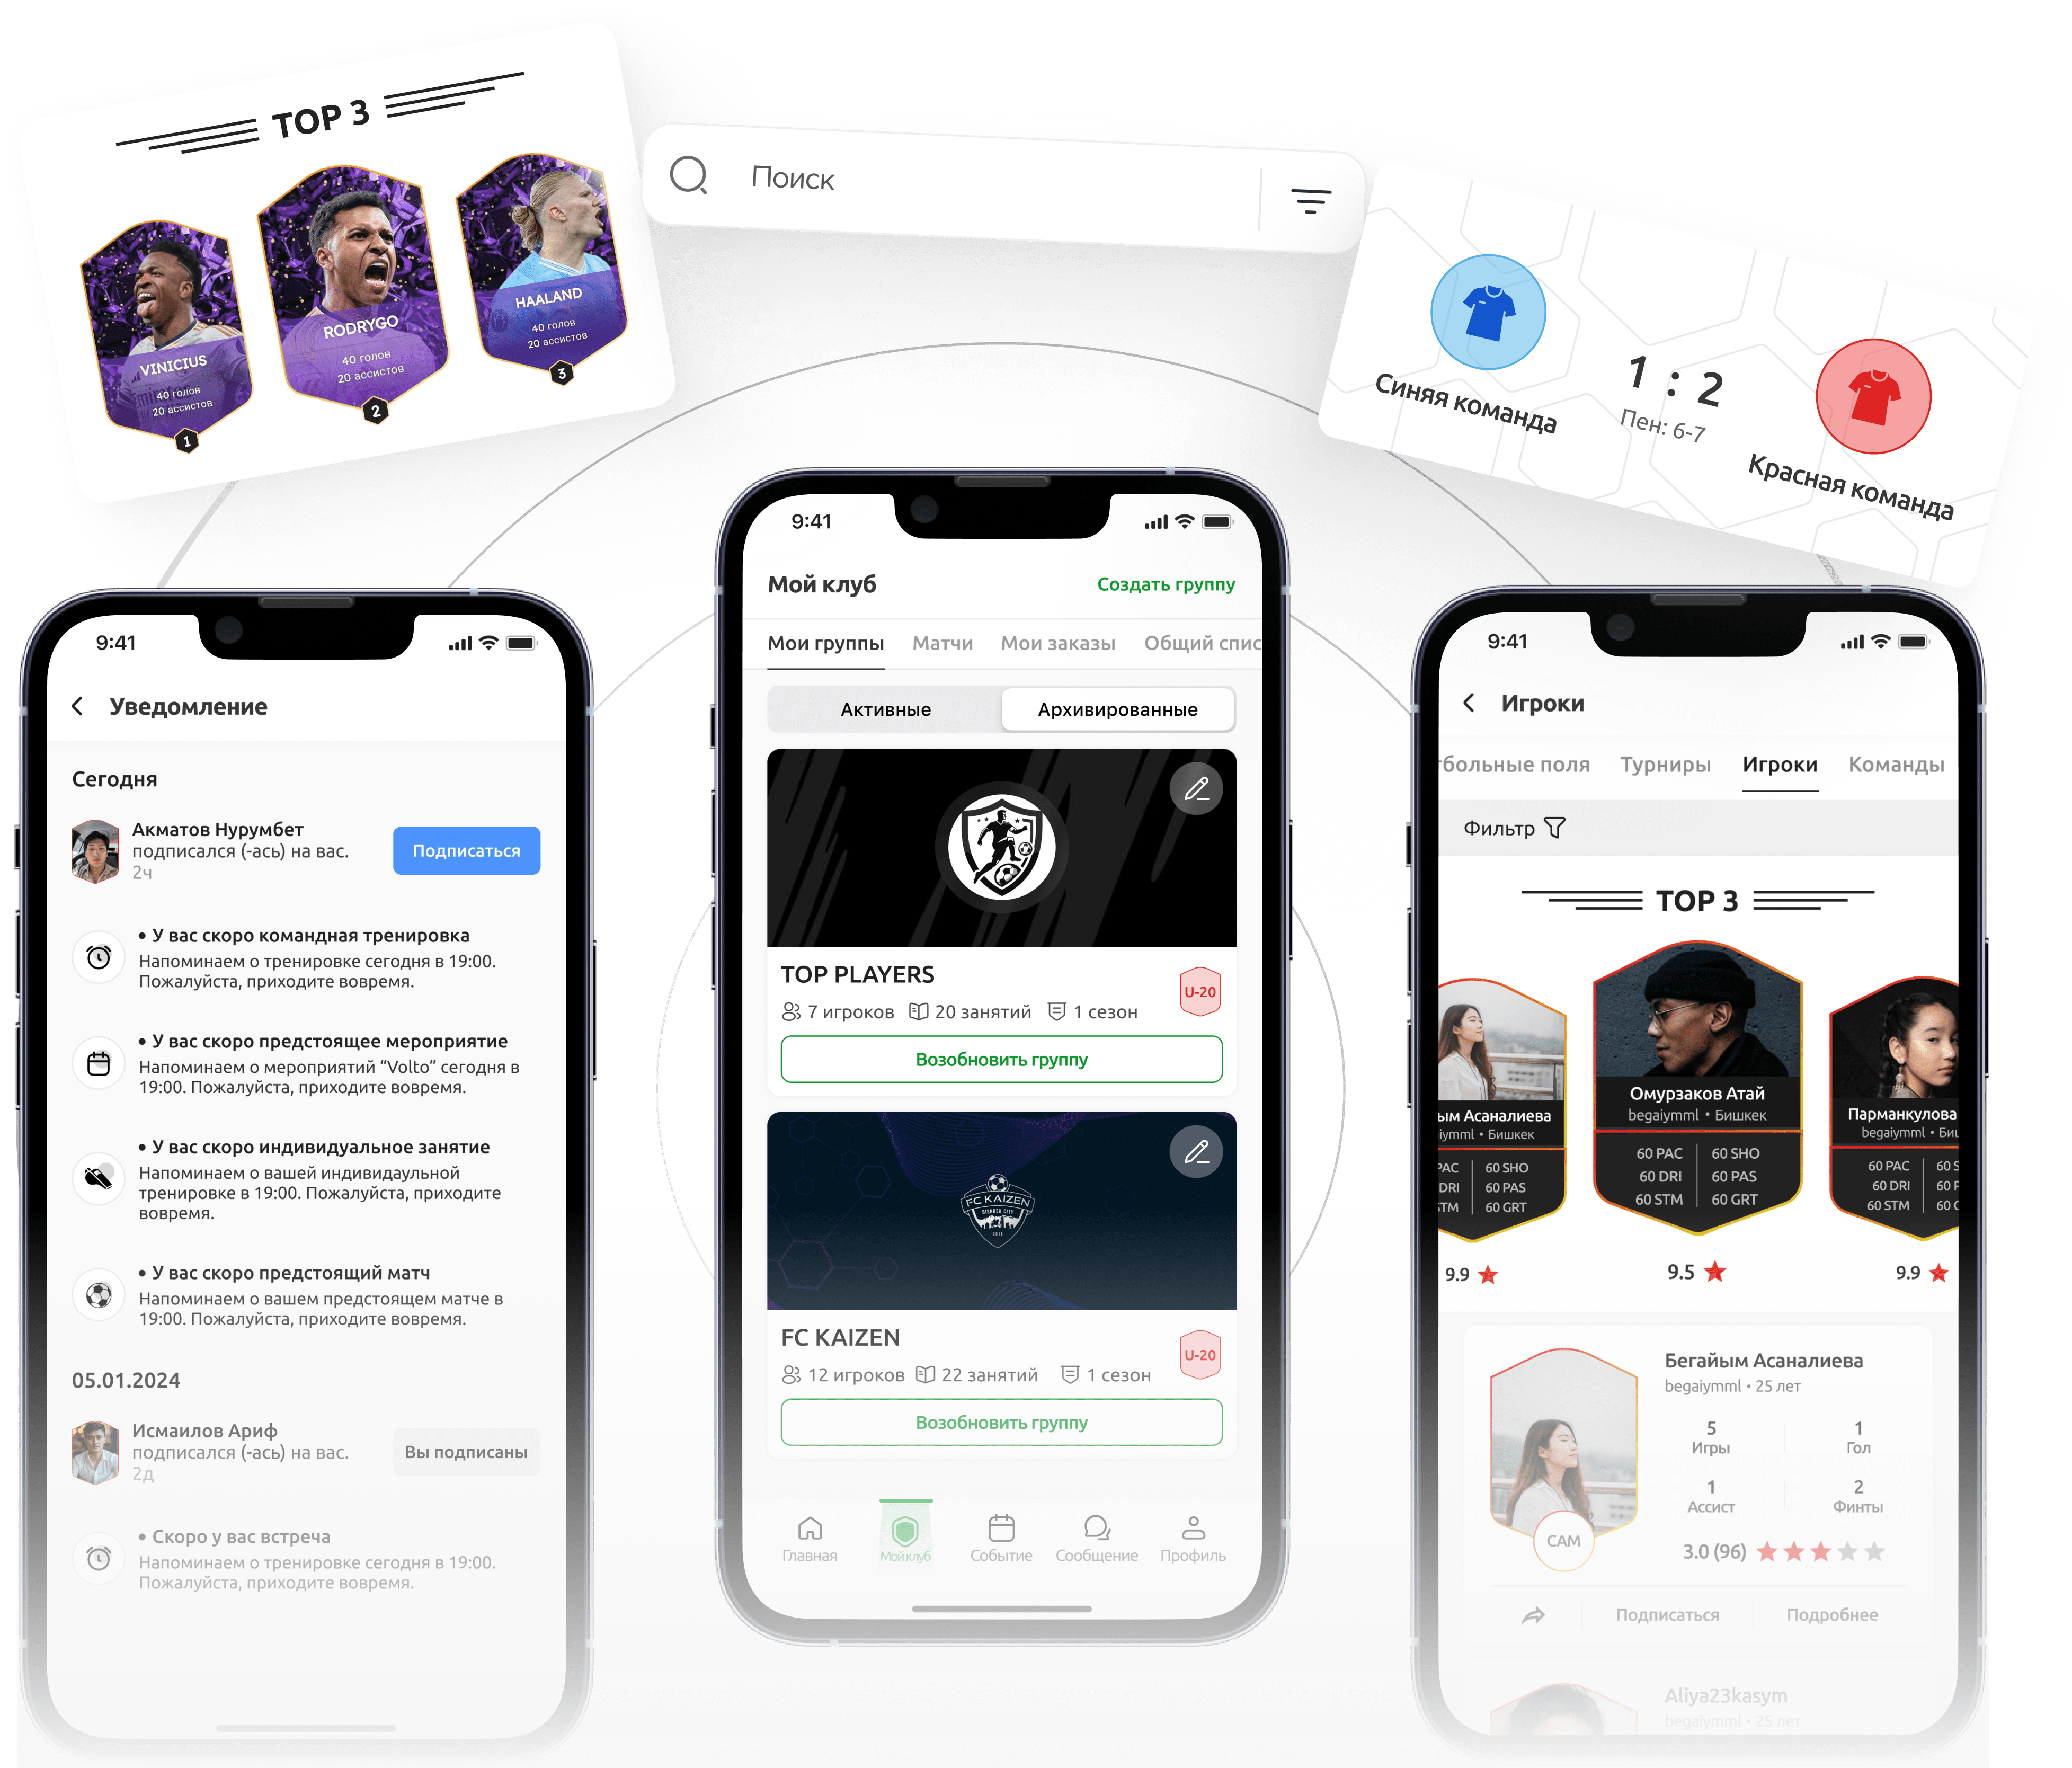 TOP 3
VINICIUS
40 голов
20 ассистов
1
RODRYGO
40 голов
20 ассистов
2
HAALAND
40 голов
20 ассистов
3
Поиск
Синяя команда
1 : 2
Пен: 6-7
Красная команда
9:41
Уведомление
Сегодня
Акматов Нурумбет
подписался (-ась) на вас.
2ч
Подписаться
• У вас скоро командная тренировка
Напоминаем о тренировке сегодня в 19:00.
Пожалуйста, приходите вовремя.
• У вас скоро предстоящее мероприятие
Напоминаем о мероприятий “Volto” сегодня в
19:00. Пожалуйста, приходите вовремя.
• У вас скоро индивидуальное занятие
Напоминаем о вашей индивидаульной
тренировке в 19:00. Пожалуйста, приходите
вовремя.
• У вас скоро предстоящий матч
Напоминаем о вашем предстоящем матче в
19:00. Пожалуйста, приходите вовремя.
05.01.2024
Исмаилов Ариф
подписался (-ась) на вас.
2д
Вы подписаны
• Скоро у вас встреча
Напоминаем о тренировке сегодня в 19:00.
Пожалуйста, приходите вовремя.
9:41
Мой клуб
Создать группу
Мои группы Матчи Мои заказы Общий спис
Активные Архивированные
TOP PLAYERS
U-20
7 игроков 20 занятий 1 сезон
Возобновить группу
FC KAIZEN
BISHKEK CITY
2018
FC KAIZEN
U-20
12 игроков 22 занятий 1 сезон
Возобновить группу
Главная Мой клуб Событие Сообщение Профиль
9:41
Игроки
тбольные поля Турниры Игроки Команды
Фильтр
TOP 3
ым Асаналиева
iymml • Бишкек
PAC 60 SHO
DRI 60 PAS
STM 60 GRT
9.9
Омурзаков Атай
begaiymml • Бишкек
60 PAC 60 SHO
60 DRI 60 PAS
60 STM 60 GRT
9.5
Парманкулова
begaiymml • Биш
60 PAC 60 S
60 DRI 60 P
60 STM 60 G
9.9
Бегайым Асаналиева
begaiymml • 25 лет
5 1
Игры Гол
1 2
Ассист Финты
CAM
3.0 (96)
Подписаться Подробнее
Aliya23kasym
begaiymml • 25 лет